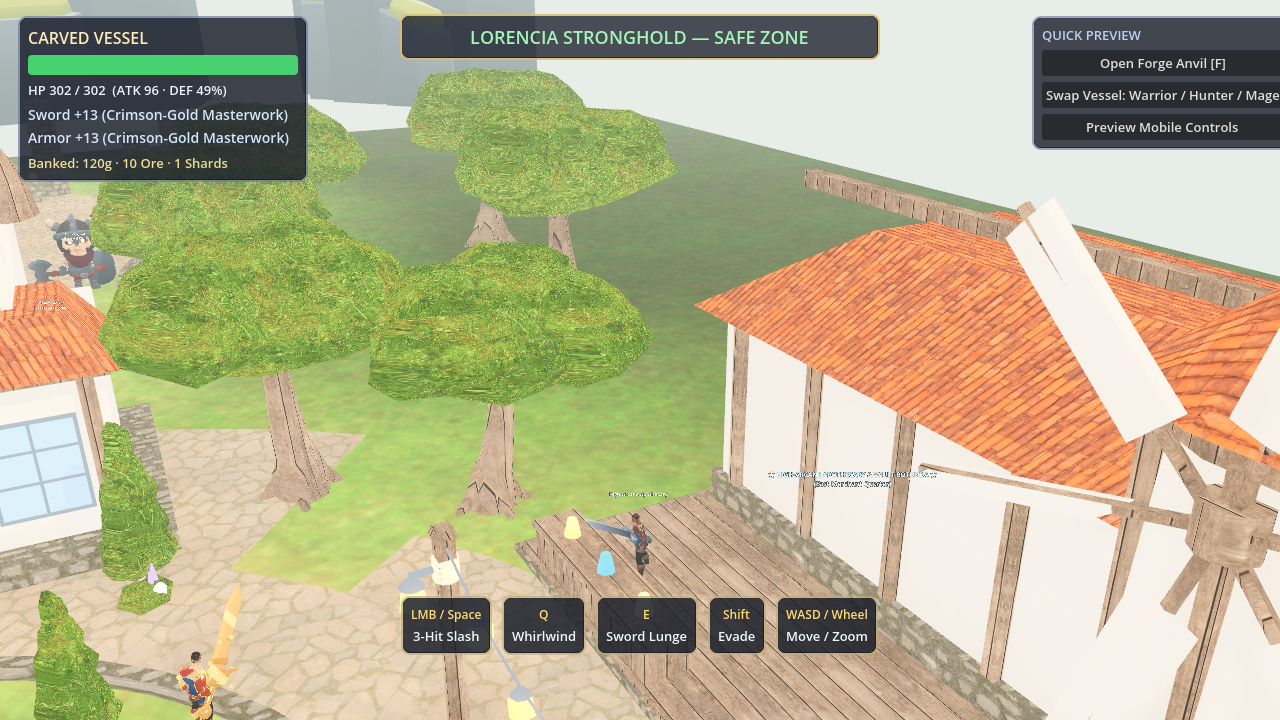 CARVED VESSEL
HP 302 / 302 (ATK 96 · DEF 49%)
Sword +13 (Crimson-Gold Masterwork)
Armor +13 (Crimson-Gold Masterwork)
Banked: 120g · 10 Ore · 1 Shards
LORENCIA STRONGHOLD — SAFE ZONE
QUICK PREVIEW
Open Forge Anvil [F]
Swap Vessel: Warrior / Hunter / Mage
Preview Mobile Controls
LMB / Space
3-Hit Slash
Q
Whirlwind
E
Sword Lunge
Shift
Evade
WASD / Wheel
Move / Zoom